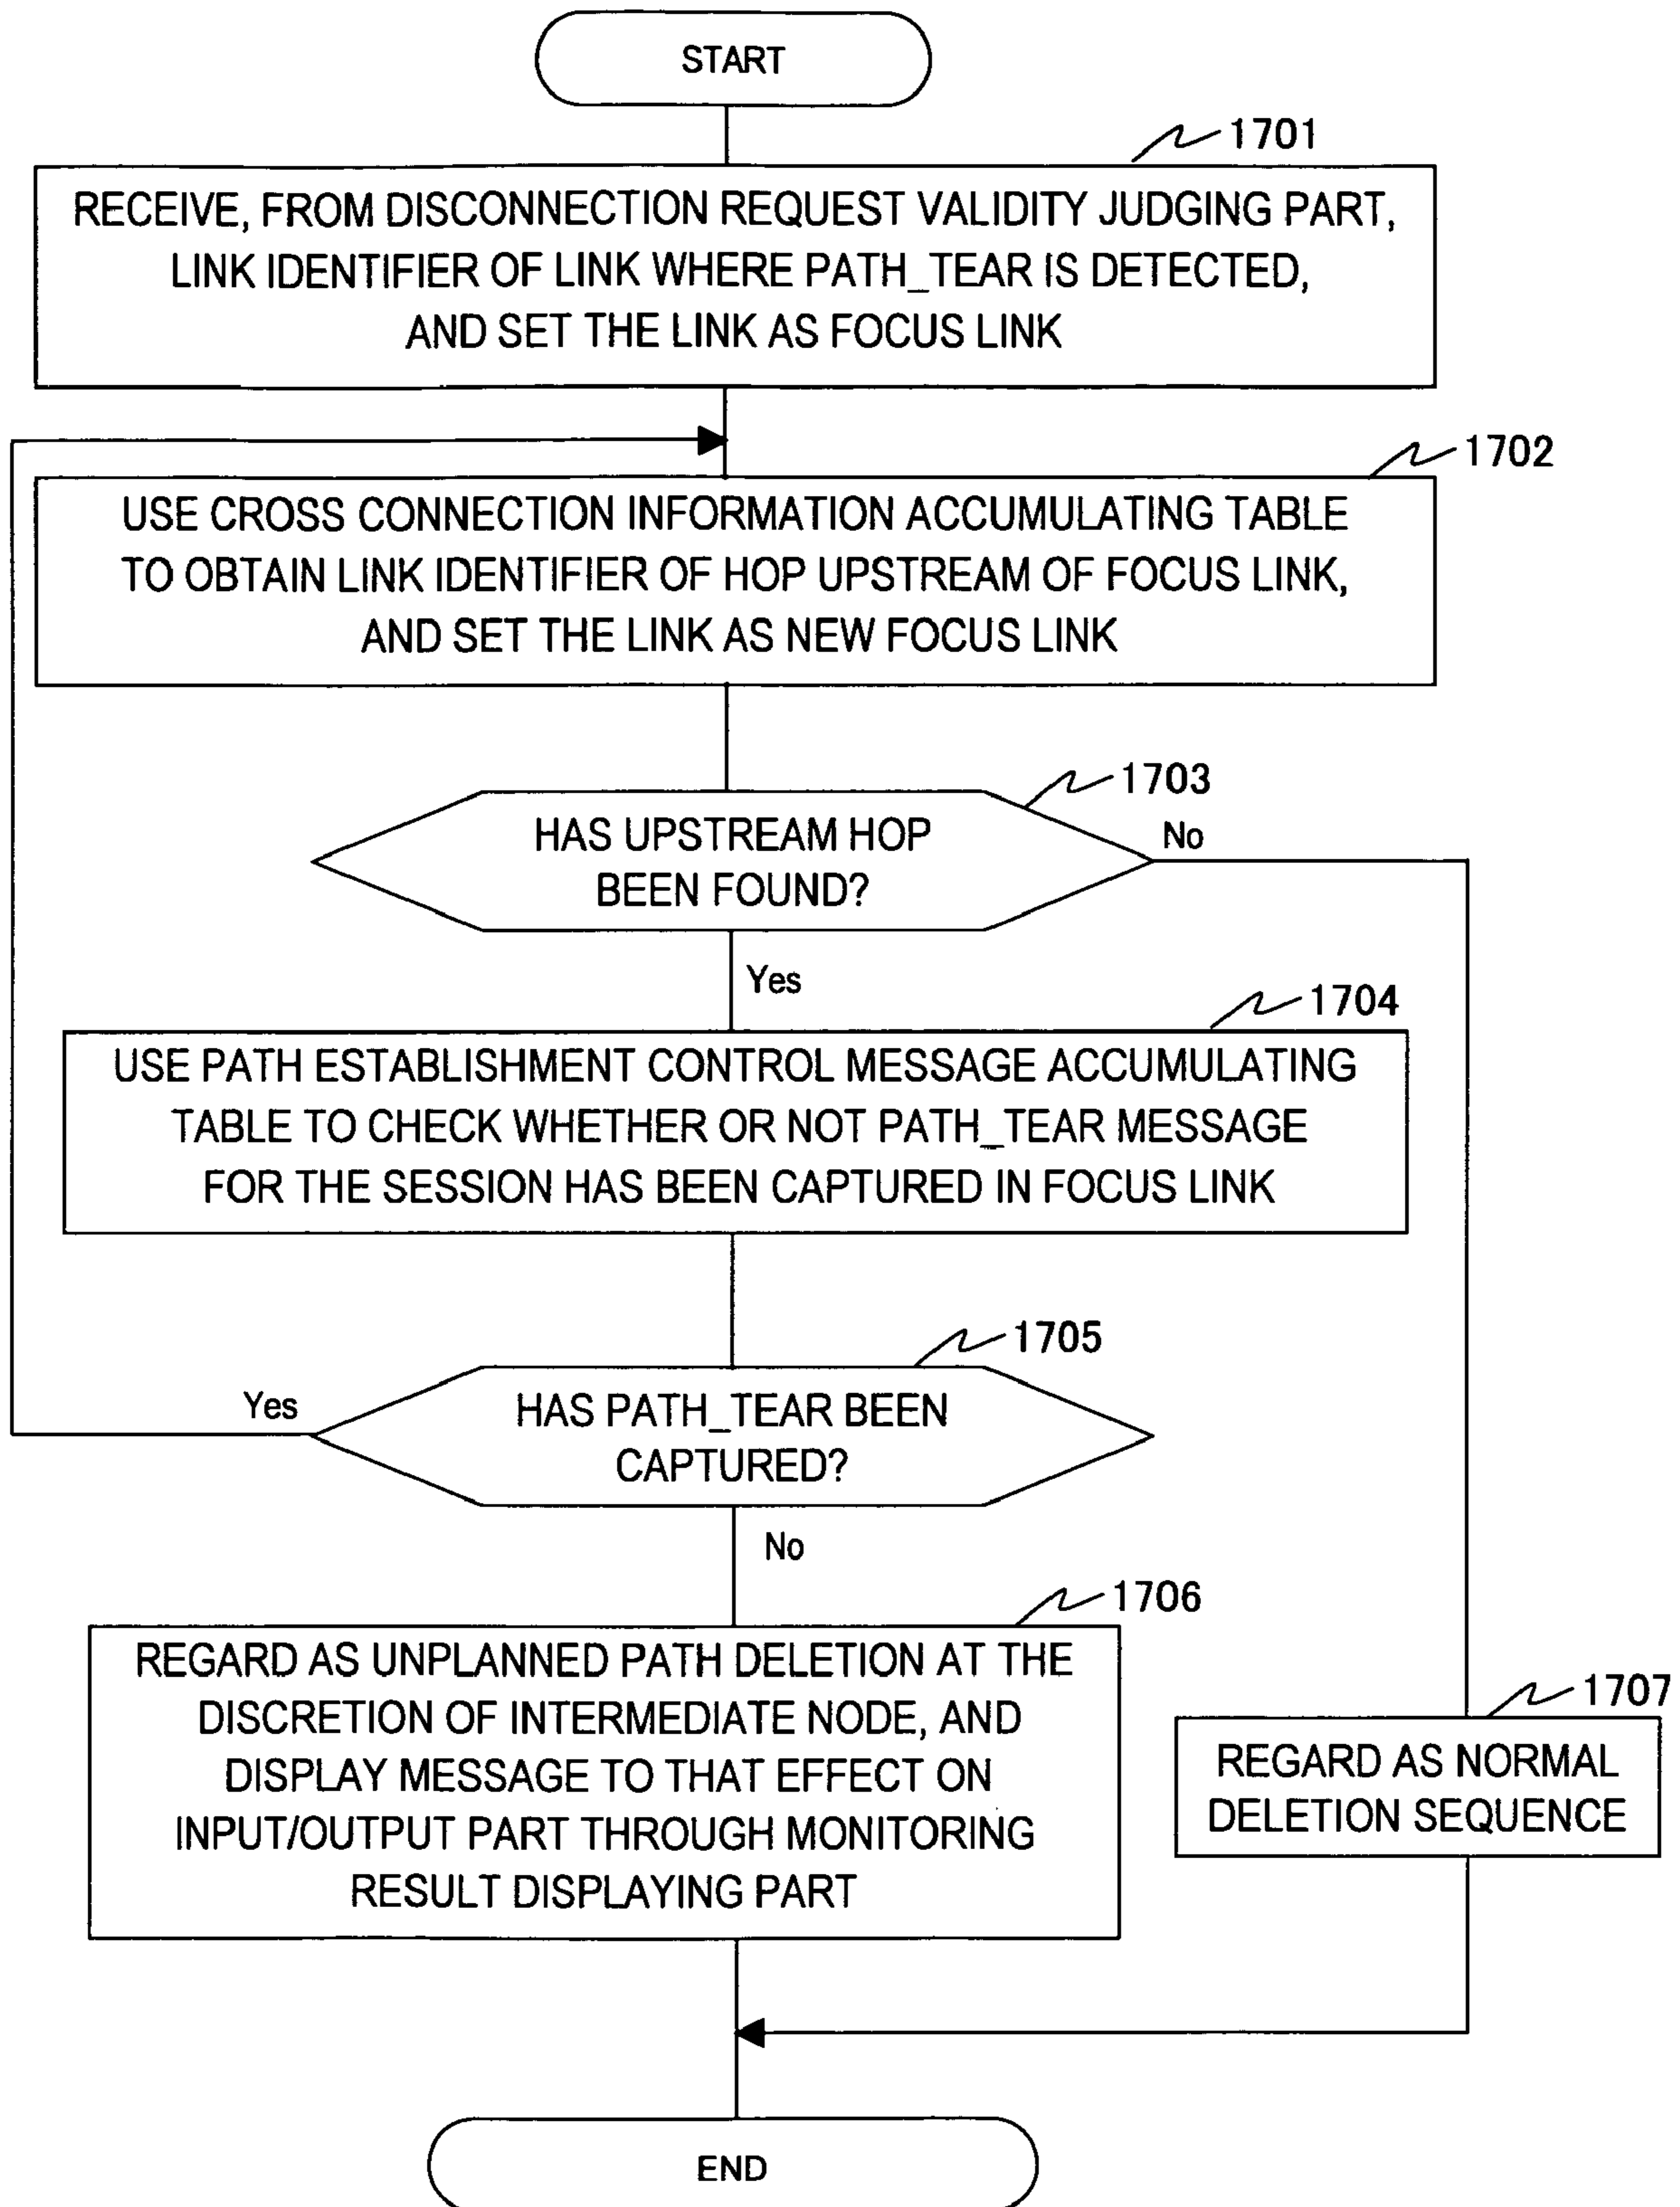 START
1701
RECEIVE, FROM DISCONNECTION REQUEST VALIDITY JUDGING PART,
LINK IDENTIFIER OF LINK WHERE PATH_TEAR IS DETECTED,
AND SET THE LINK AS FOCUS LINK
1702
USE CROSS CONNECTION INFORMATION ACCUMULATING TABLE
TO OBTAIN LINK IDENTIFIER OF HOP UPSTREAM OF FOCUS LINK,
AND SET THE LINK AS NEW FOCUS LINK
1703
HAS UPSTREAM HOP
BEEN FOUND?
No
Yes
1704
USE PATH ESTABLISHMENT CONTROL MESSAGE ACCUMULATING
TABLE TO CHECK WHETHER OR NOT PATH_TEAR MESSAGE
FOR THE SESSION HAS BEEN CAPTURED IN FOCUS LINK
1705
Yes
HAS PATH_TEAR BEEN
CAPTURED?
No
1706
REGARD AS UNPLANNED PATH DELETION AT THE
DISCRETION OF INTERMEDIATE NODE, AND
DISPLAY MESSAGE TO THAT EFFECT ON
INPUT/OUTPUT PART THROUGH MONITORING
RESULT DISPLAYING PART
1707
REGARD AS NORMAL
DELETION SEQUENCE
END